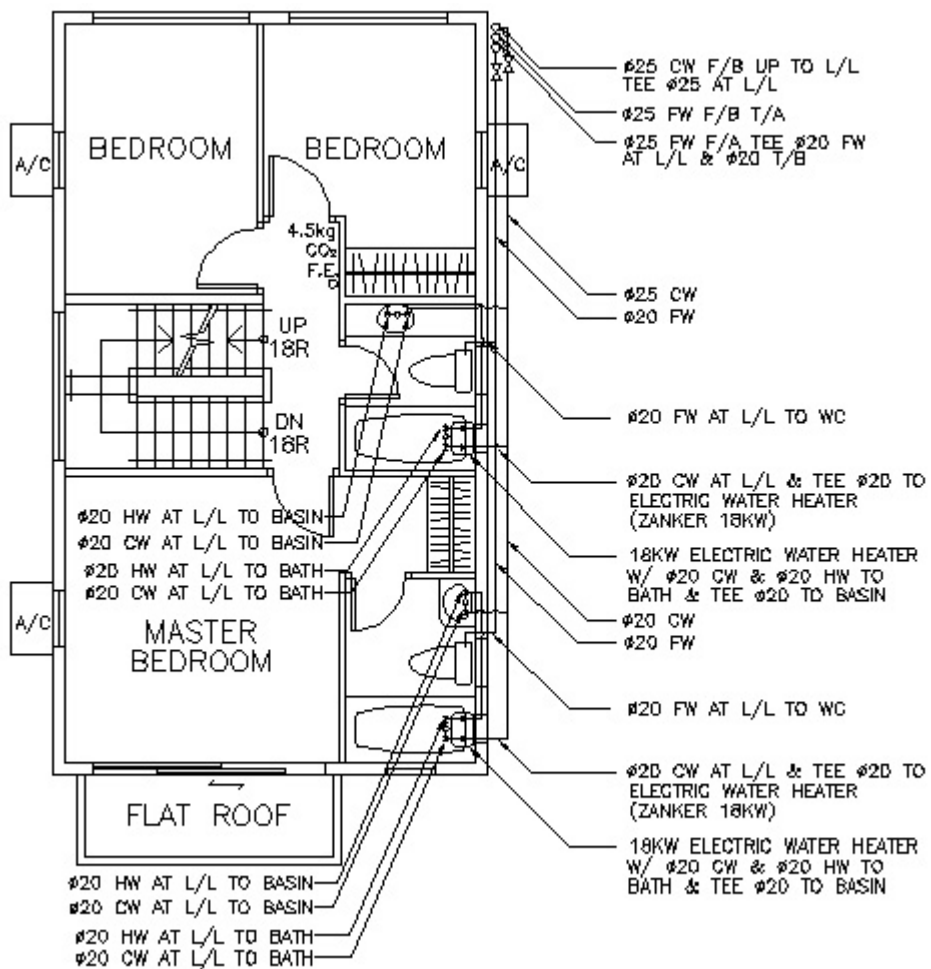 ø25 CW F/B UP TO L/L
TEE ø25 AT L/L
ø25 FW F/B T/A
ø25 FW F/A TEE ø20 FW
AT L/L & ø20 T/B
BEDROOM
BEDROOM
A/C
A/C
4.5kg
CO₂
F.E.
ø25 CW
ø20 FW
UP
18R
DN
18R
ø20 FW AT L/L TO WC
ø20 CW AT L/L & TEE ø20 TO
ELECTRIC WATER HEATER
(ZANKER 18KW)
ø20 HW AT L/L TO BASIN
ø20 CW AT L/L TO BASIN
ø20 HW AT L/L TO BATH
ø20 CW AT L/L TO BATH
18KW ELECTRIC WATER HEATER
W/ ø20 CW & ø20 HW TO
BATH & TEE ø20 TO BASIN
A/C
MASTER
BEDROOM
ø20 CW
ø20 FW
ø20 FW AT L/L TO WC
ø20 CW AT L/L & TEE ø20 TO
ELECTRIC WATER HEATER
(ZANKER 18KW)
FLAT ROOF
18KW ELECTRIC WATER HEATER
W/ ø20 CW & ø20 HW TO
BATH & TEE ø20 TO BASIN
ø20 HW AT L/L TO BASIN
ø20 CW AT L/L TO BASIN
ø20 HW AT L/L TO BATH
ø20 CW AT L/L TO BATH